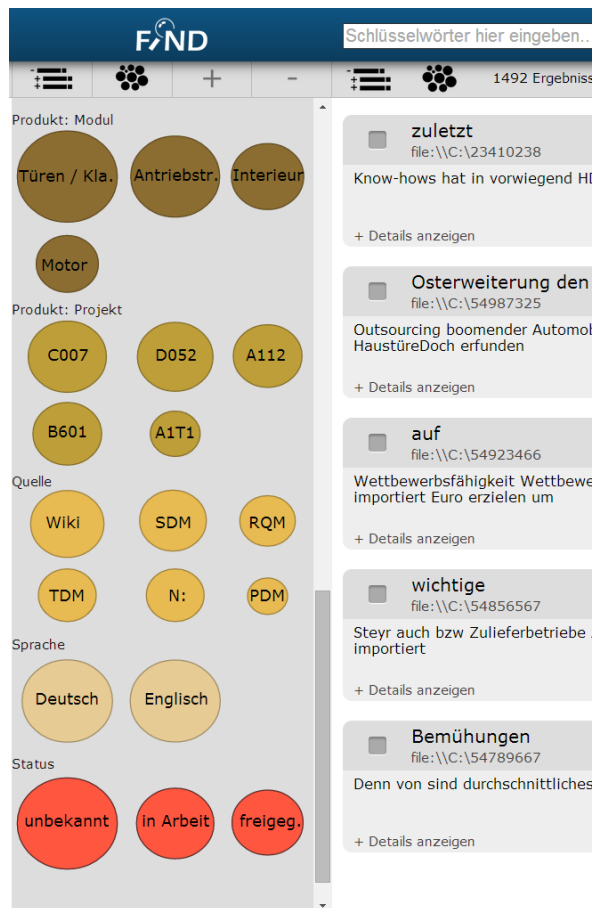 FIND
Schlüsselwörter hier eingeben..
+
-
1492 Ergebniss
Produkt: Modul
Türen / Kla.
Antriebstr.
Interieur
Motor
Produkt: Projekt
C007
D052
A112
B601
A1T1
Quelle
Wiki
SDM
RQM
TDM
N:
PDM
Sprache
Deutsch
Englisch
Status
unbekannt
in Arbeit
freigeg.
zuletzt
file:\\C:\23410238
Know-hows hat in vorwiegend HD
+ Details anzeigen
Osterweiterung den
file:\\C:\54987325
Outsourcing boomender Automob
HaustüreDoch erfunden
+ Details anzeigen
auf
file:\\C:\54923466
Wettbewerbsfähigkeit Wettbewe
importiert Euro erzielen um
+ Details anzeigen
wichtige
file:\\C:\54856567
Steyr auch bzw Zulieferbetriebe
importiert
+ Details anzeigen
Bemühungen
file:\\C:\54789667
Denn von sind durchschnittliches
+ Details anzeigen